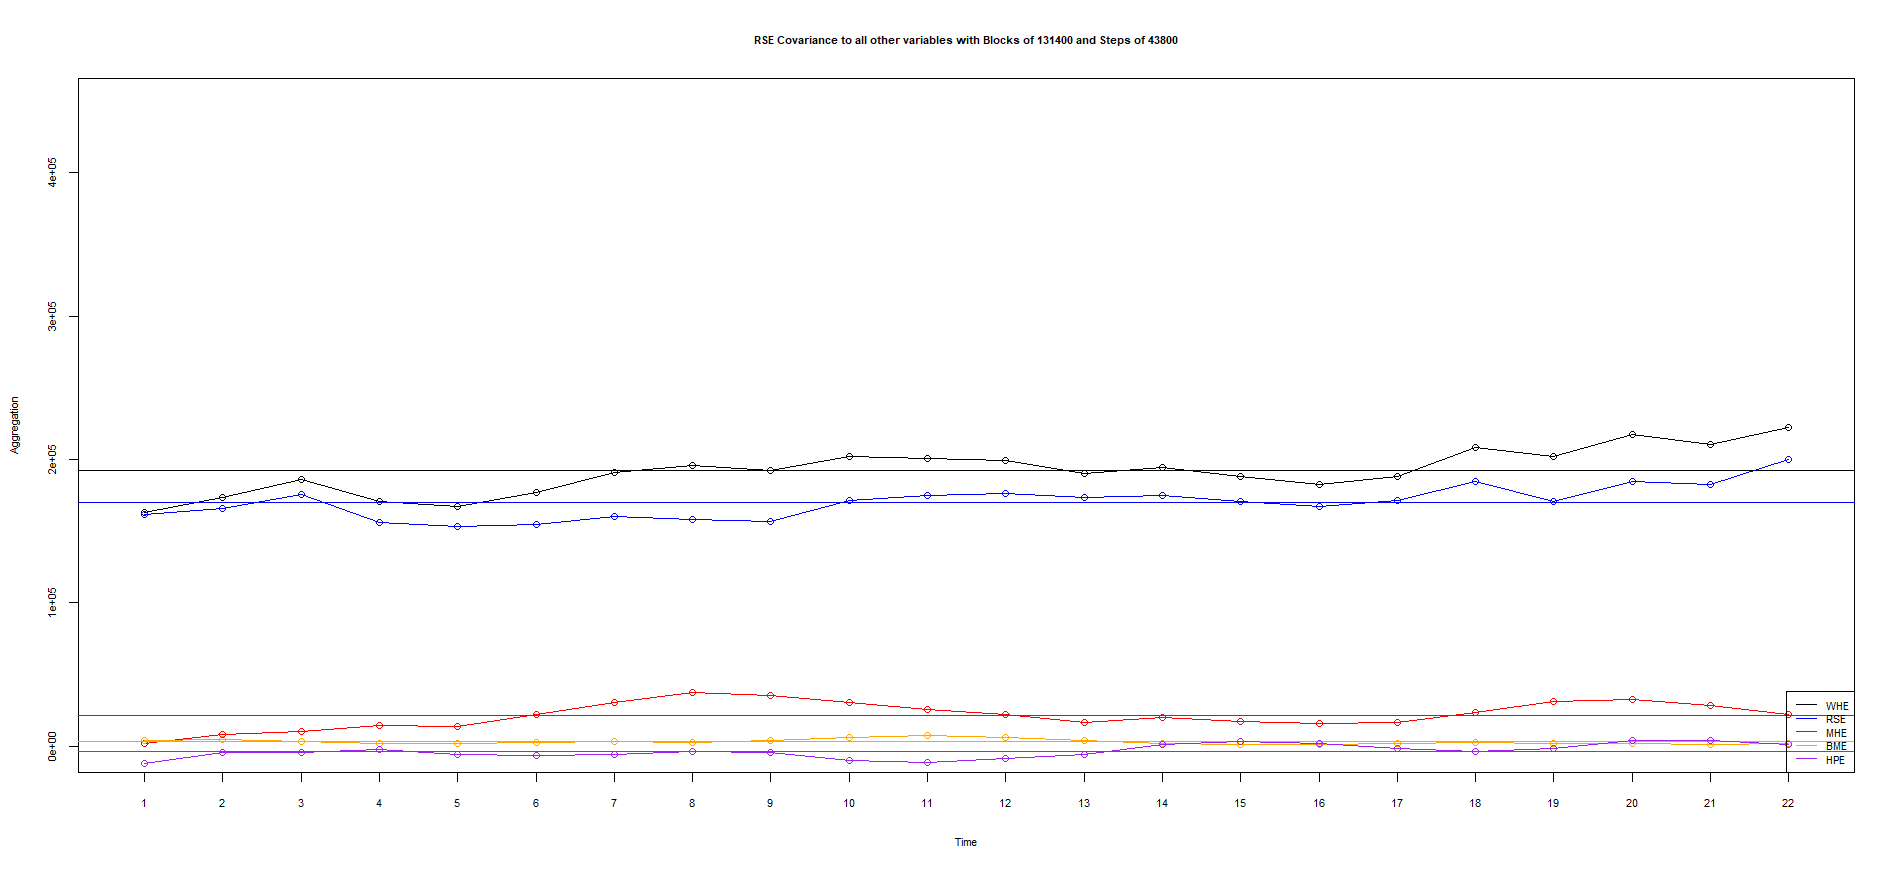 RSE Covariance to all other variables with Blocks of 131400 and Steps of 43800
Aggregation
4e+05
3e+05
2e+05
1e+05
0e+00
WHE
RSE
MHE
BME
HPE
1 2 3 4 5 6 7 8 9 10 11 12 13 14 15 16 17 18 19 20 21 22
Time